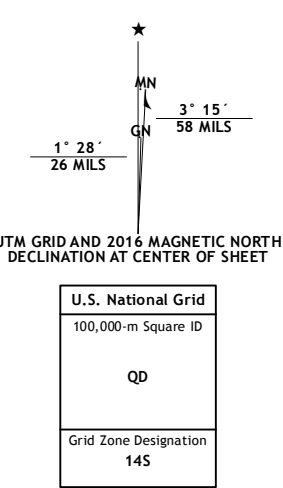 ★
MN
3° 15´
58 MILS
GN
1° 28´
26 MILS
UTM GRID AND 2016 MAGNETIC NORTH
DECLINATION AT CENTER OF SHEET
U.S. National Grid
100,000-m Square ID
QD
Grid Zone Designation
14S